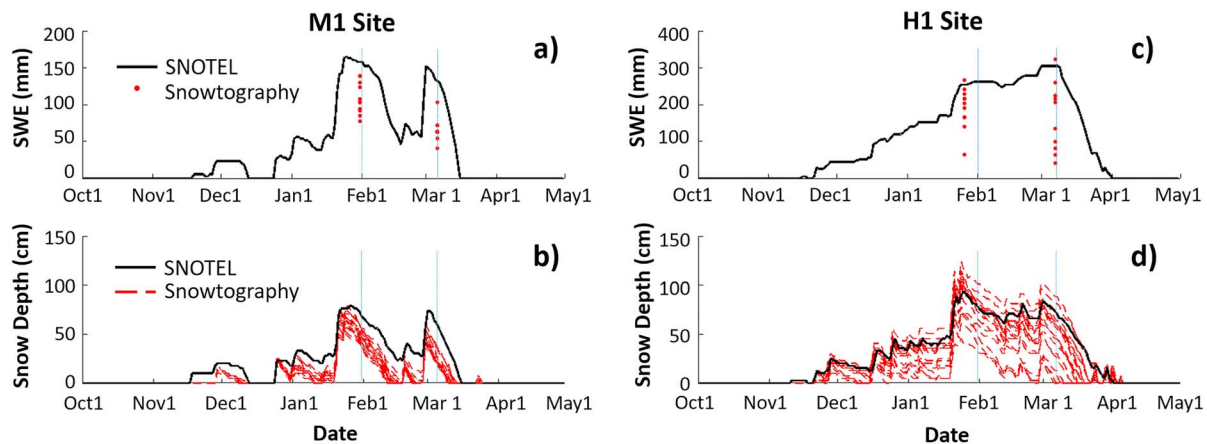 M1 Site
H1 Site
a)
SWE (mm)
200
150
100
50
0
SNOTEL
Snowtography
Oct1 Nov1 Dec1 Jan1 Feb1 Mar 1 Apr1 May1
c)
SWE (mm)
400
300
200
100
0
Oct1 Nov1 Dec1 Jan1 Feb1 Mar 1 Apr1 May1
b)
Snow Depth (cm)
150
100
50
0
SNOTEL
Snowtography
Oct1 Nov1 Dec1 Jan1 Feb1 Mar 1 Apr1 May1
Date
d)
Snow Depth (cm)
150
100
50
0
Oct1 Nov1 Dec1 Jan1 Feb1 Mar 1 Apr1 May1
Date